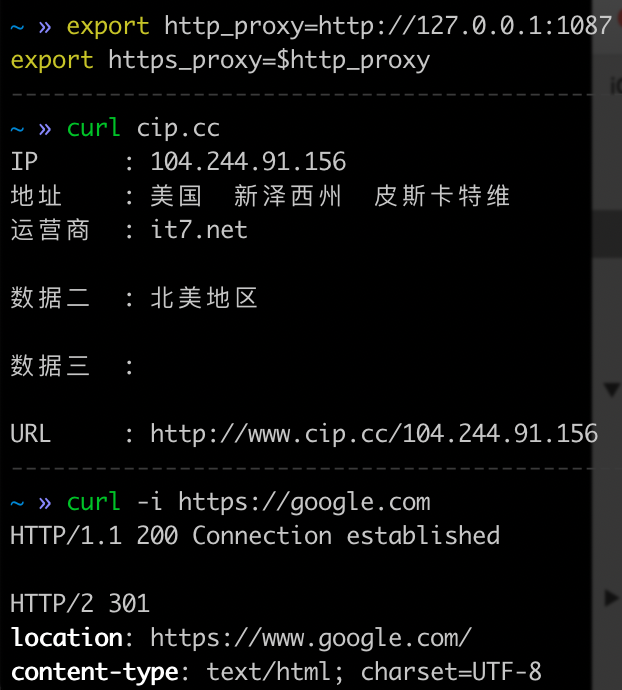 ~ » export http_proxy=http://127.0.0.1:1087
export https_proxy=$http_proxy
~ » curl cip.cc
IP : 104.244.91.156
地址 : 美国 新泽西州 皮斯卡特维
运营商 : it7.net
数据二 : 北美地区
数据三 :
URL : http://www.cip.cc/104.244.91.156
~ » curl -i https://google.com
HTTP/1.1 200 Connection established
HTTP/2 301
location: https://www.google.com/
content-type: text/html; charset=UTF-8